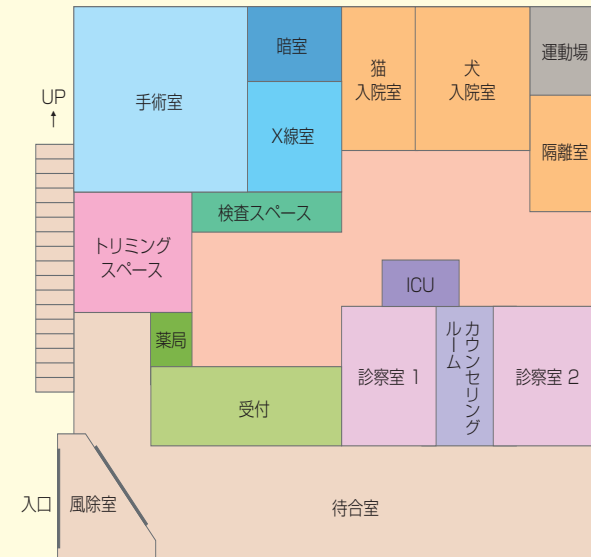 UP
手術室
暗室
猫
入院室
犬
入院室
運動場
X線室
隔離室
検査スペース
トリミング
スペース
ICU
薬局
診察室 1
カウンセリング
ルーム
診察室 2
受付
入口
風除室
待合室